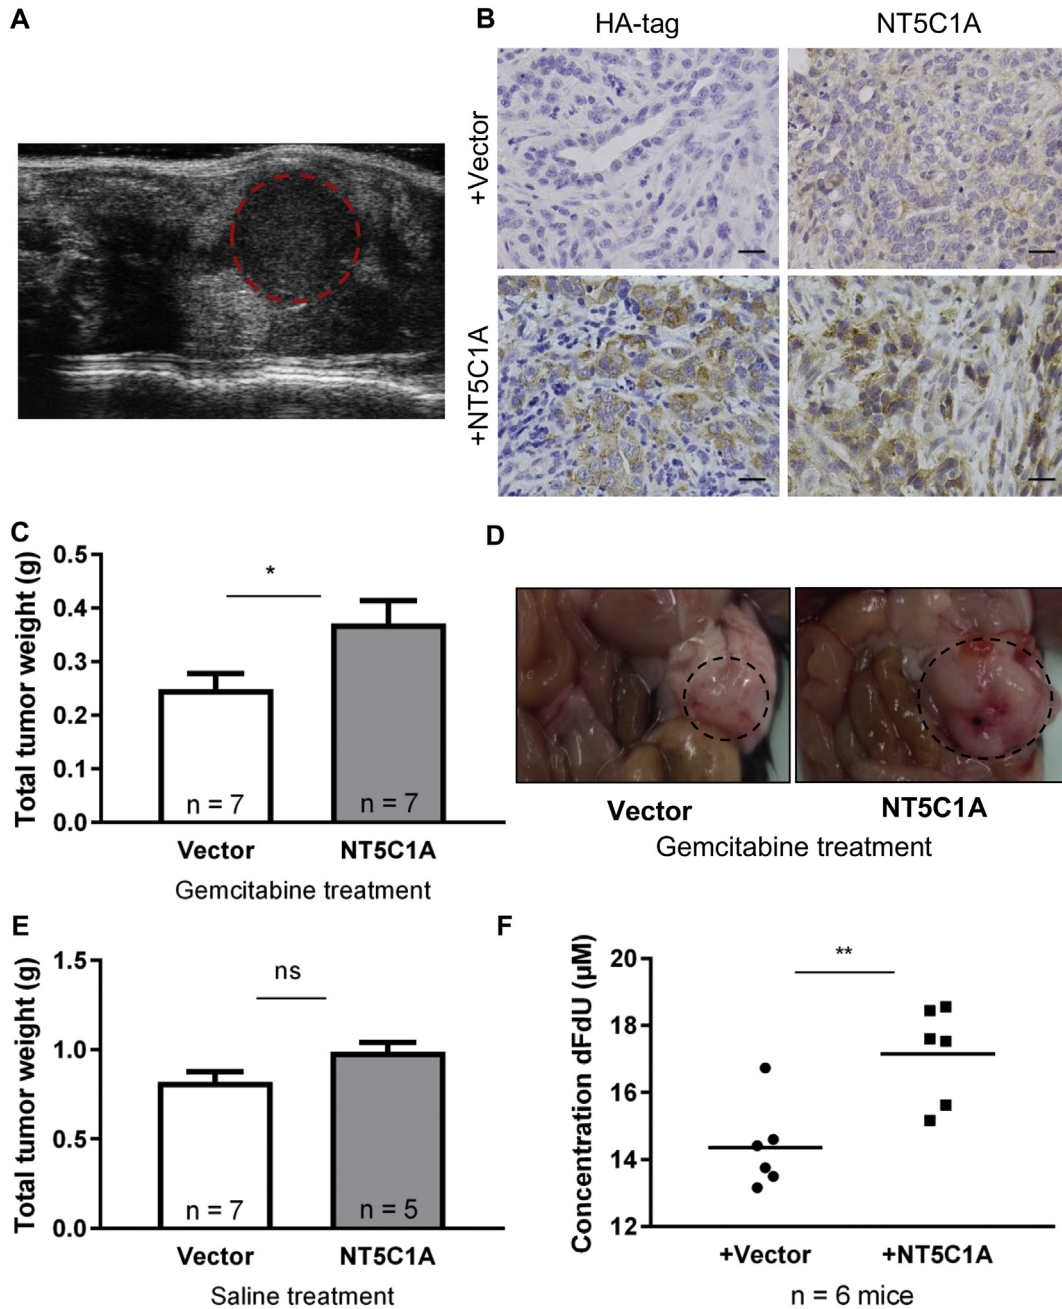 A
B
HA-tag
NT5C1A
+Vector
+NT5C1A
C
Total tumor weight (g)
0.5
0.4
0.3
0.2
0.1
0.0
*
n = 7
n = 7
Vector
NT5C1A
Gemcitabine treatment
D
Vector
NT5C1A
Gemcitabine treatment
E
Total tumor weight (g)
1.5
1.0
0.5
0.0
ns
n = 7
n = 5
Vector
NT5C1A
Saline treatment
F
Concentration dFdU (µM)
20
18
16
14
12
**
+Vector
+NT5C1A
n = 6 mice